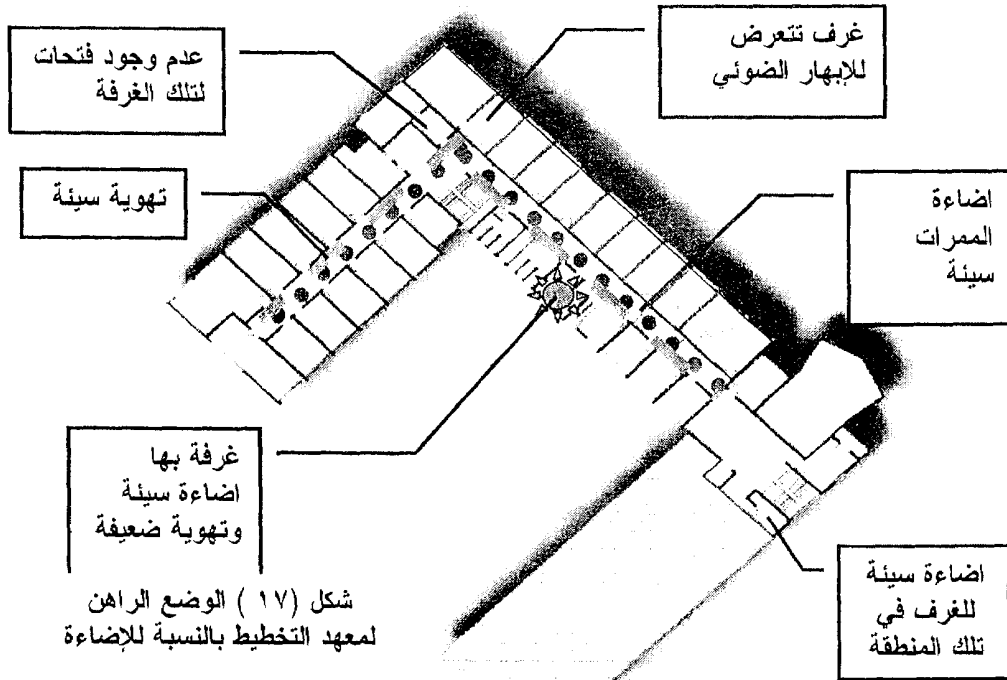 غرف تتعرض
للإبهار الضوئي
عدم وجود فتحات
لتلك الغرفة
تهوية سيئة
اضاءة
الممرات
سيئة
غرفة بها
اضاءة سيئة
وتهوية ضعيفة
اضاءة سيئة
للغرف في
تلك المنطقة
شكل (١٧ ) الوضع الراهن
لمعهد التخطيط بالنسبة للإضاءة